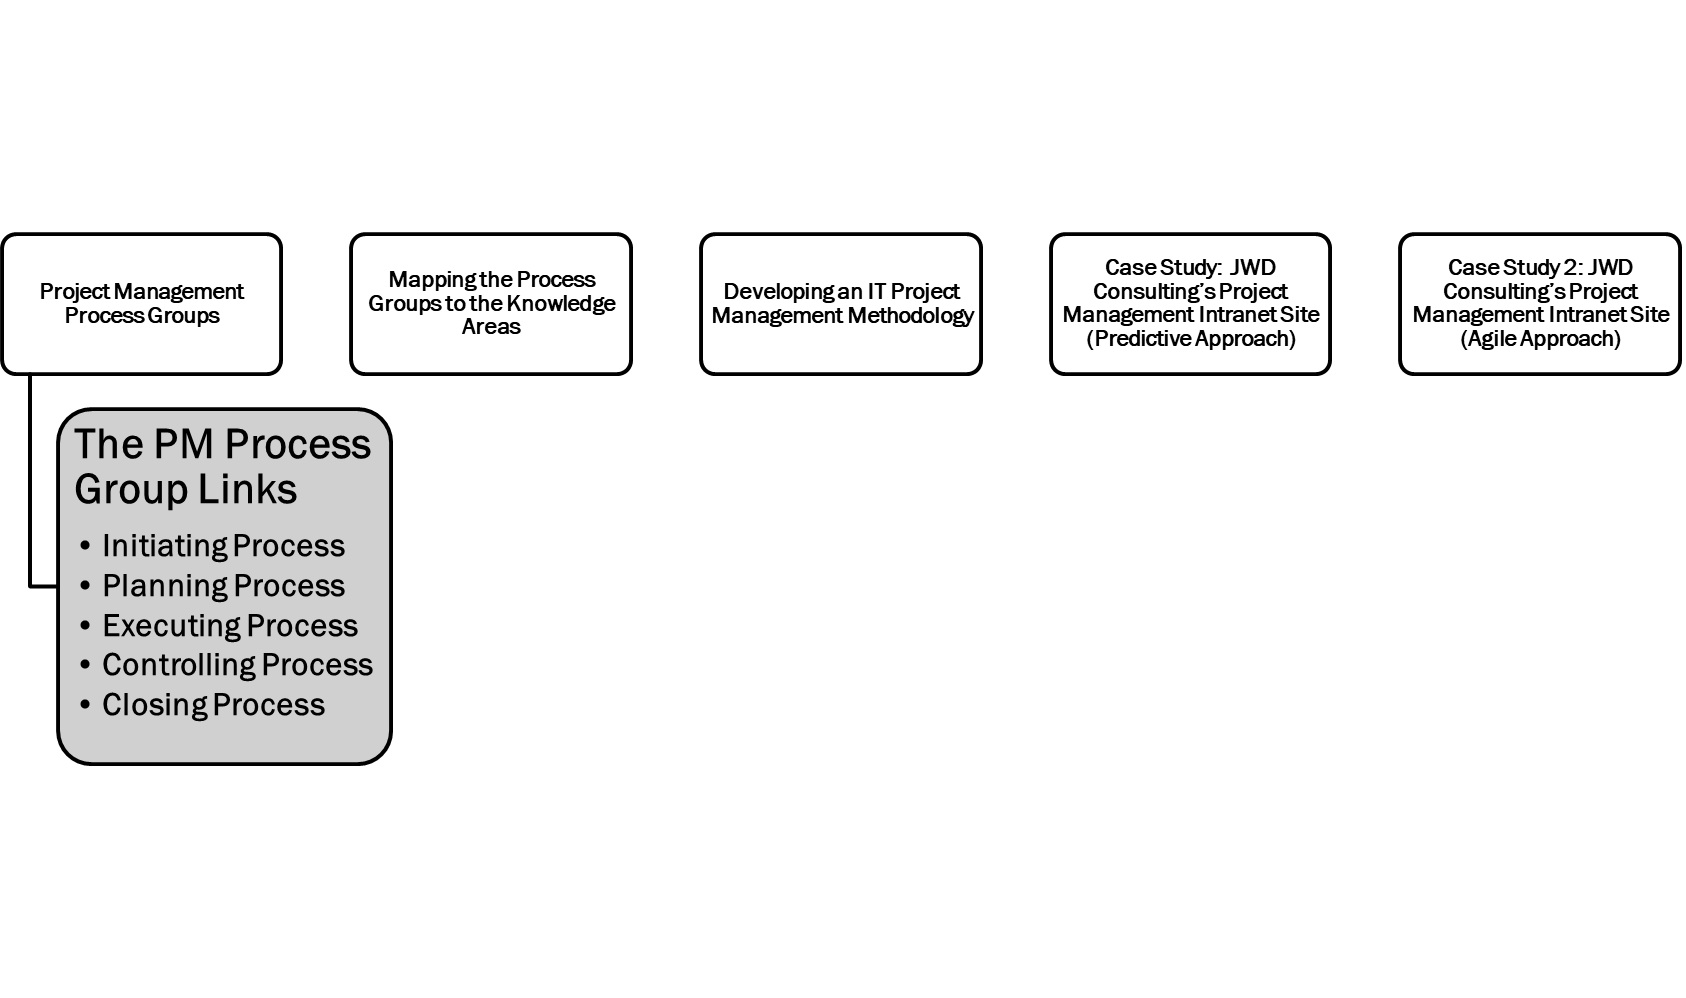 Project Management
Process Groups
Mapping the Process
Groups to the Knowledge
Areas
Developing an IT Project
Management Methodology
Case Study: JWD
Consulting’s Project
Management Intranet Site
(Predictive Approach)
Case Study 2: JWD
Consulting’s Project
Management Intranet Site
(Agile Approach)
The PM Process
Group Links
• Initiating Process
• Planning Process
• Executing Process
• Controlling Process
• Closing Process